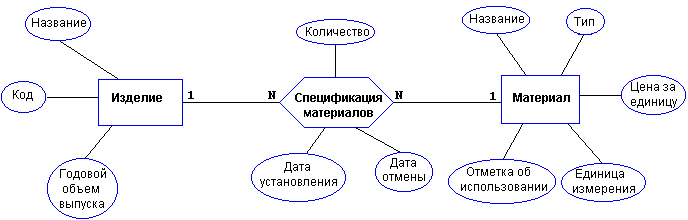 Название
Код
Изделие
Годовой
объем
выпуска
1
N
Количество
Спецификация
материалов
Дата
установления
Дата
отмены
N
1
Название
Тип
Материал
Цена за
единицу
Отметка об
использовании
Единица
измерения